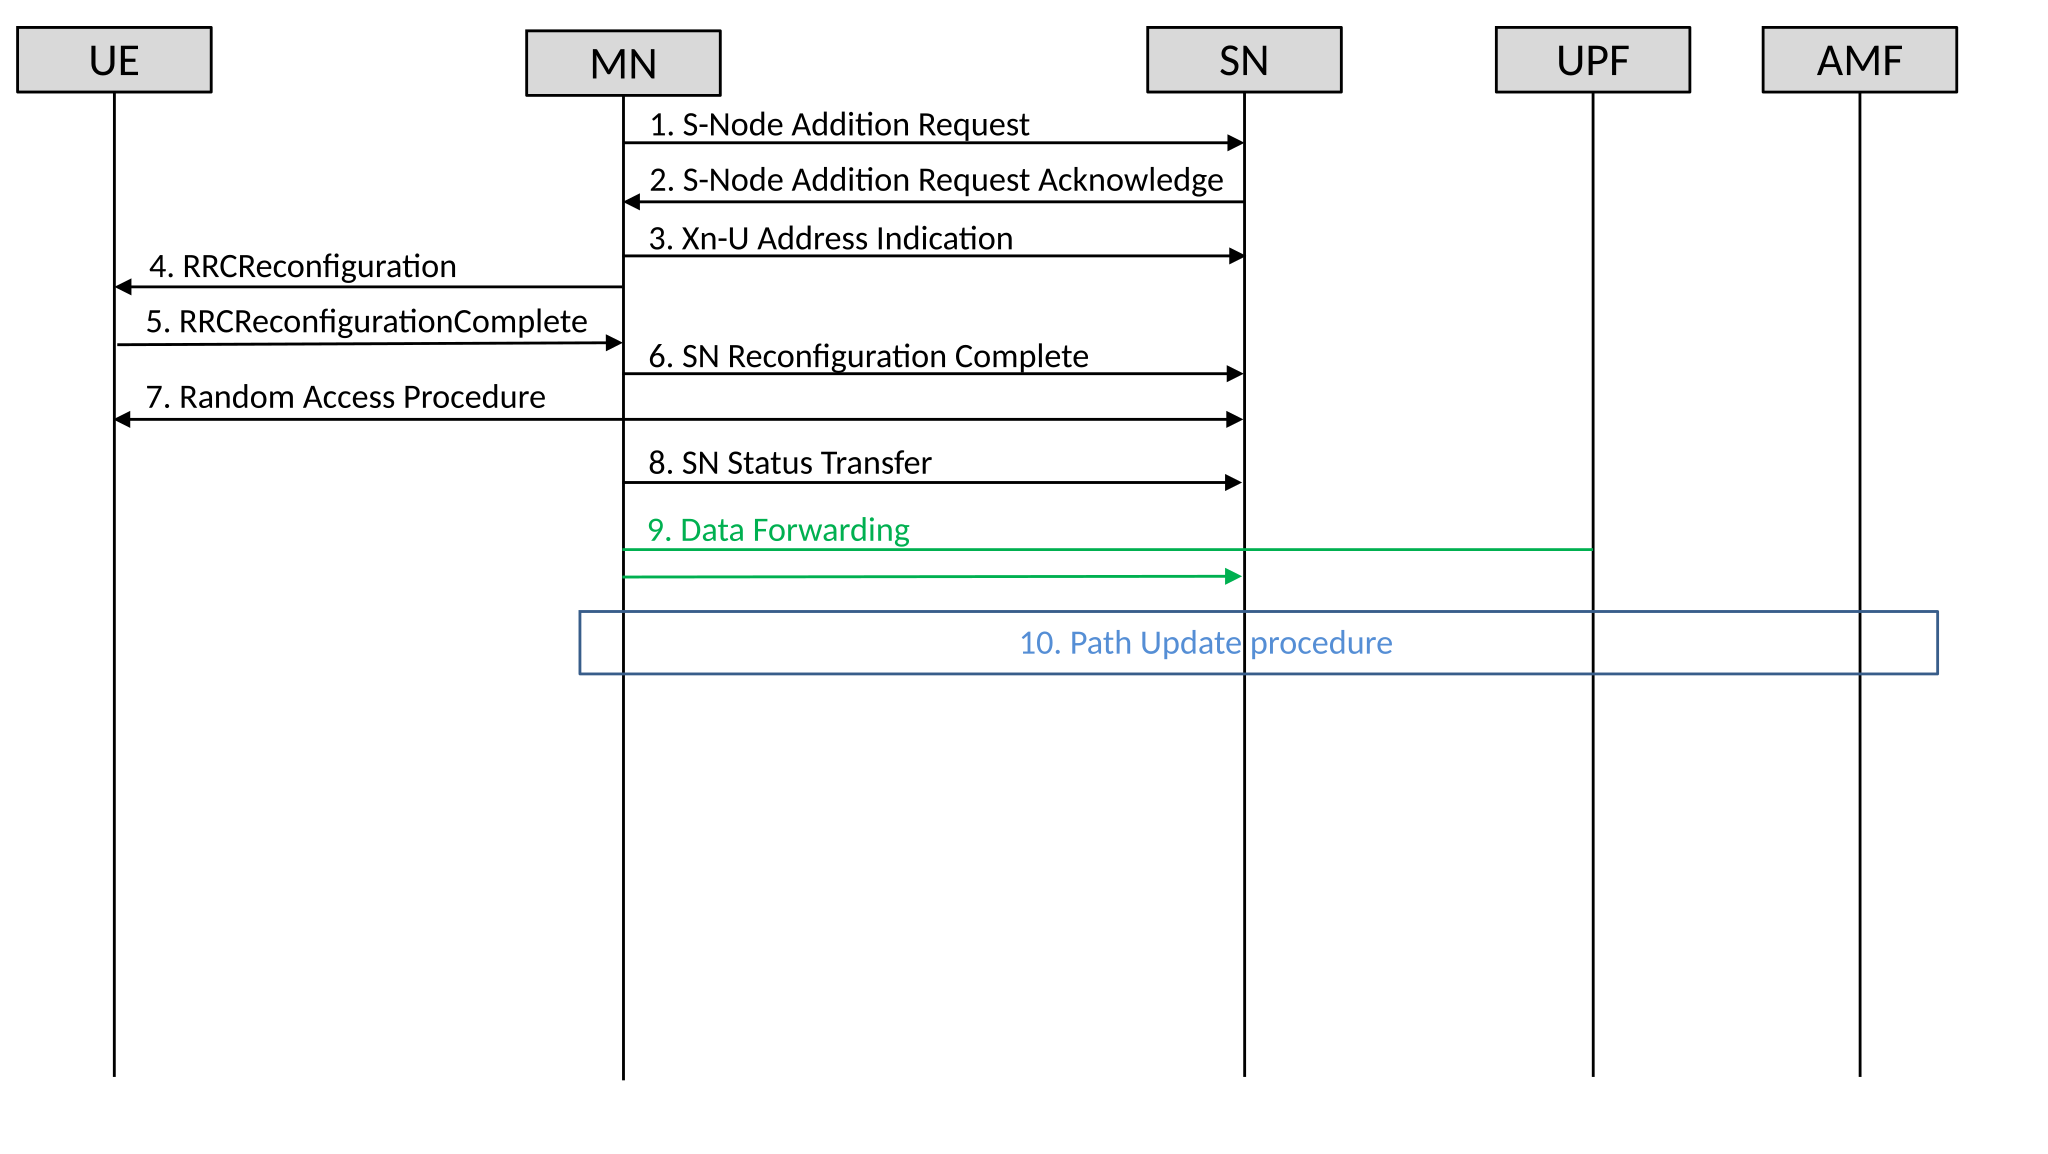 UE
MN
SN
UPF
AMF
1. S-Node Addition Request
2. S-Node Addition Request Acknowledge
3. Xn-U Address Indication
4. RRCReconfiguration
5. RRCReconfigurationComplete
6. SN Reconfiguration Complete
7. Random Access Procedure
8. SN Status Transfer
9. Data Forwarding
10. Path Update procedure